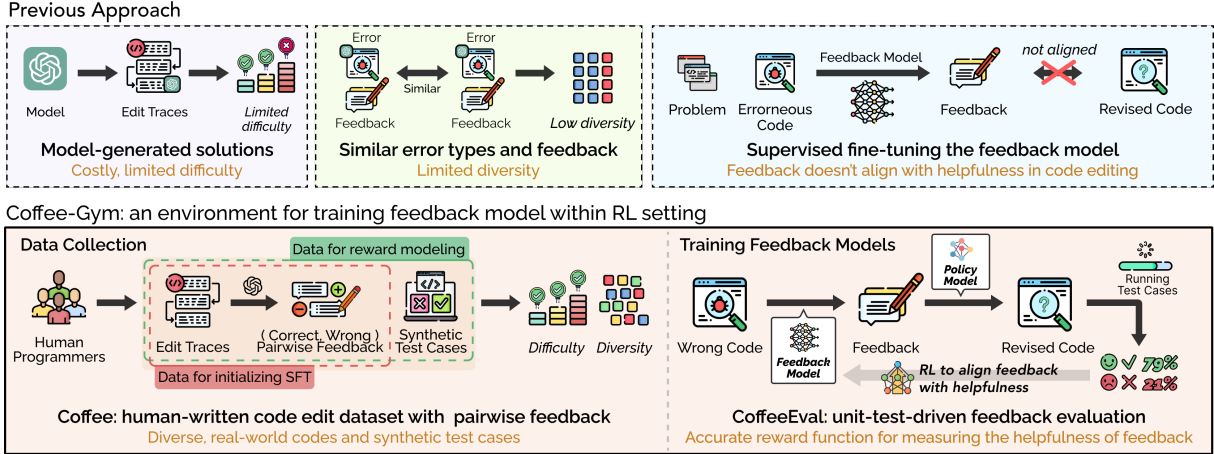 Previous Approach
Model
Edit Traces
Limited
difficulty
Model-generated solutions
Costly, limited difficulty
Error
Error
Similar
Feedback
Feedback
Low diversity
Similar error types and feedback
Limited diversity
Problem
Errorneous
Code
Feedback Model
Feedback
not aligned
Revised Code
Supervised fine-tuning the feedback model
Feedback doesn't align with helpfulness in code editing
Coffee-Gym: an environment for training feedback model within RL setting
Data Collection
Data for reward modeling
Human
Programmers
Edit Traces
( Correct, Wrong )
Pairwise Feedback
Synthetic
Test Cases
Data for initializing SFT
Difficulty
Diversity
Coffee: human-written code edit dataset with pairwise feedback
Diverse, real-world codes and synthetic test cases
Training Feedback Models
Wrong Code
Feedback
Model
Feedback
Policy
Model
Revised Code
Running
Test Cases
79%
21%
RL to align feedback
with helpfulness
CoffeeEval: unit-test-driven feedback evaluation
Accurate reward function for measuring the helpfulness of feedback